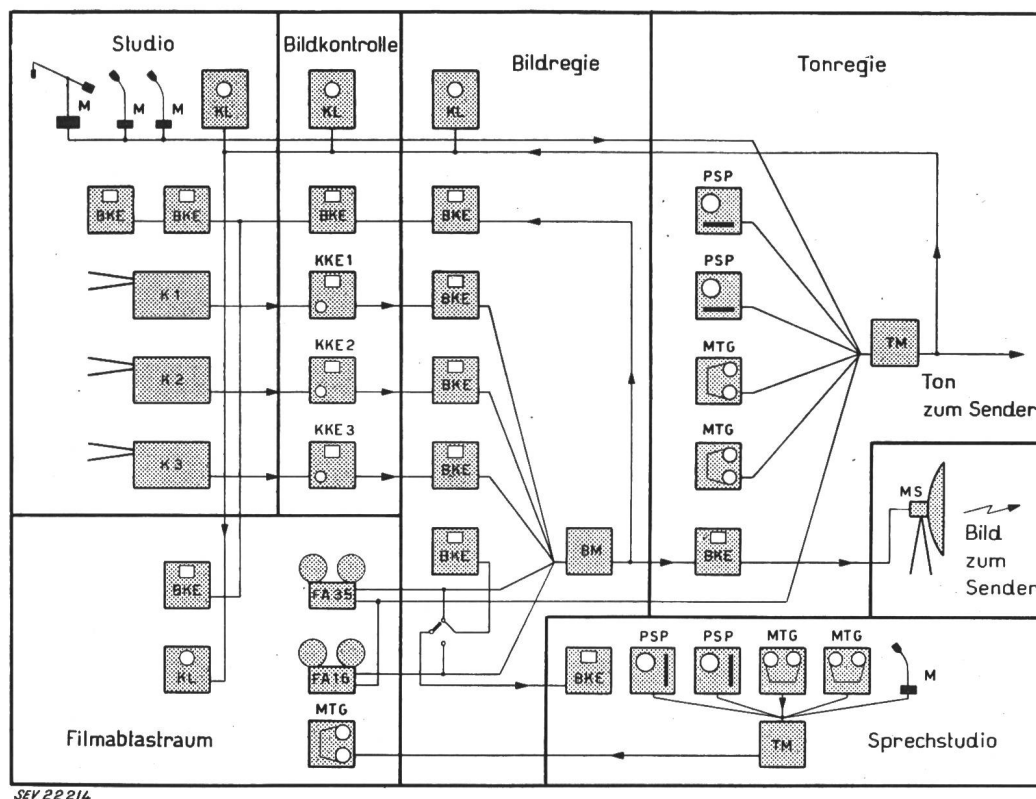 Studio
Bildkontrolle
Bildregie
Tonregie
M
M
M
KL
KL
KL
BKE
BKE
BKE
BKE
PSP
K1
KKE1
BKE
PSP
K2
KKE2
BKE
MTG
TM
Ton
zum Sender
K3
KKE3
BKE
MTG
MS
Bild
zum
Sender
BKE
BM
BKE
BKE
FA35
KL
FA16
MTG
BKE
PSP
PSP
MTG
MTG
M
TM
Filmabtastraum
Sprechstudio
SEV 22214